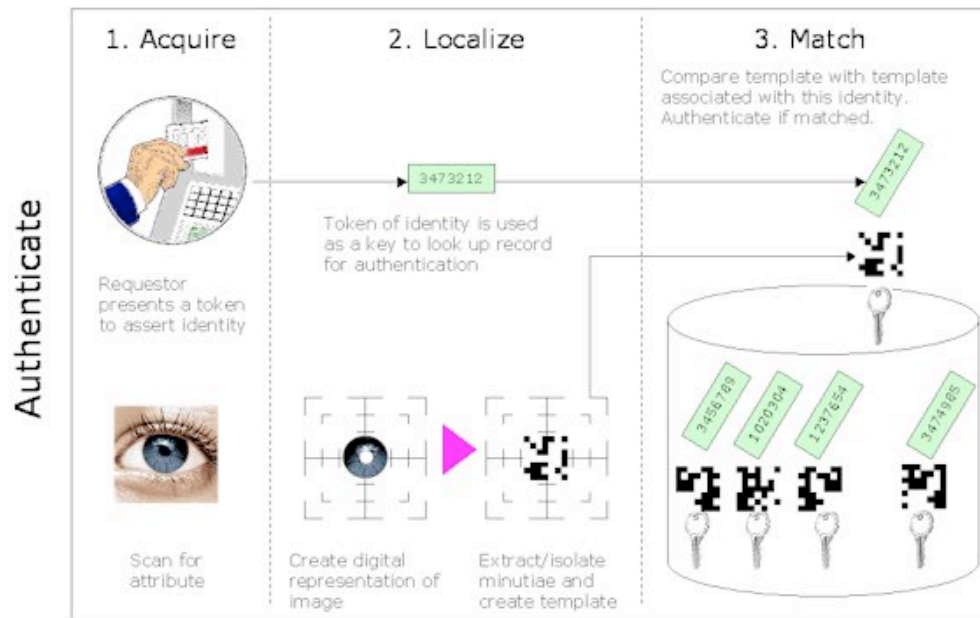 Authenticate
1. Acquire
2. Localize
3. Match
Compare template with template
associated with this identity.
Authenticate if matched.
3473212
3473212
Token of identity is used
as a key to look up record
for authentication
Requestor
presents a token
to assert identity
3456789
1020304
1237654
3474985
Scan for
attribute
Create digital
representation of
image
Extract/isolate
minutiae and
create template